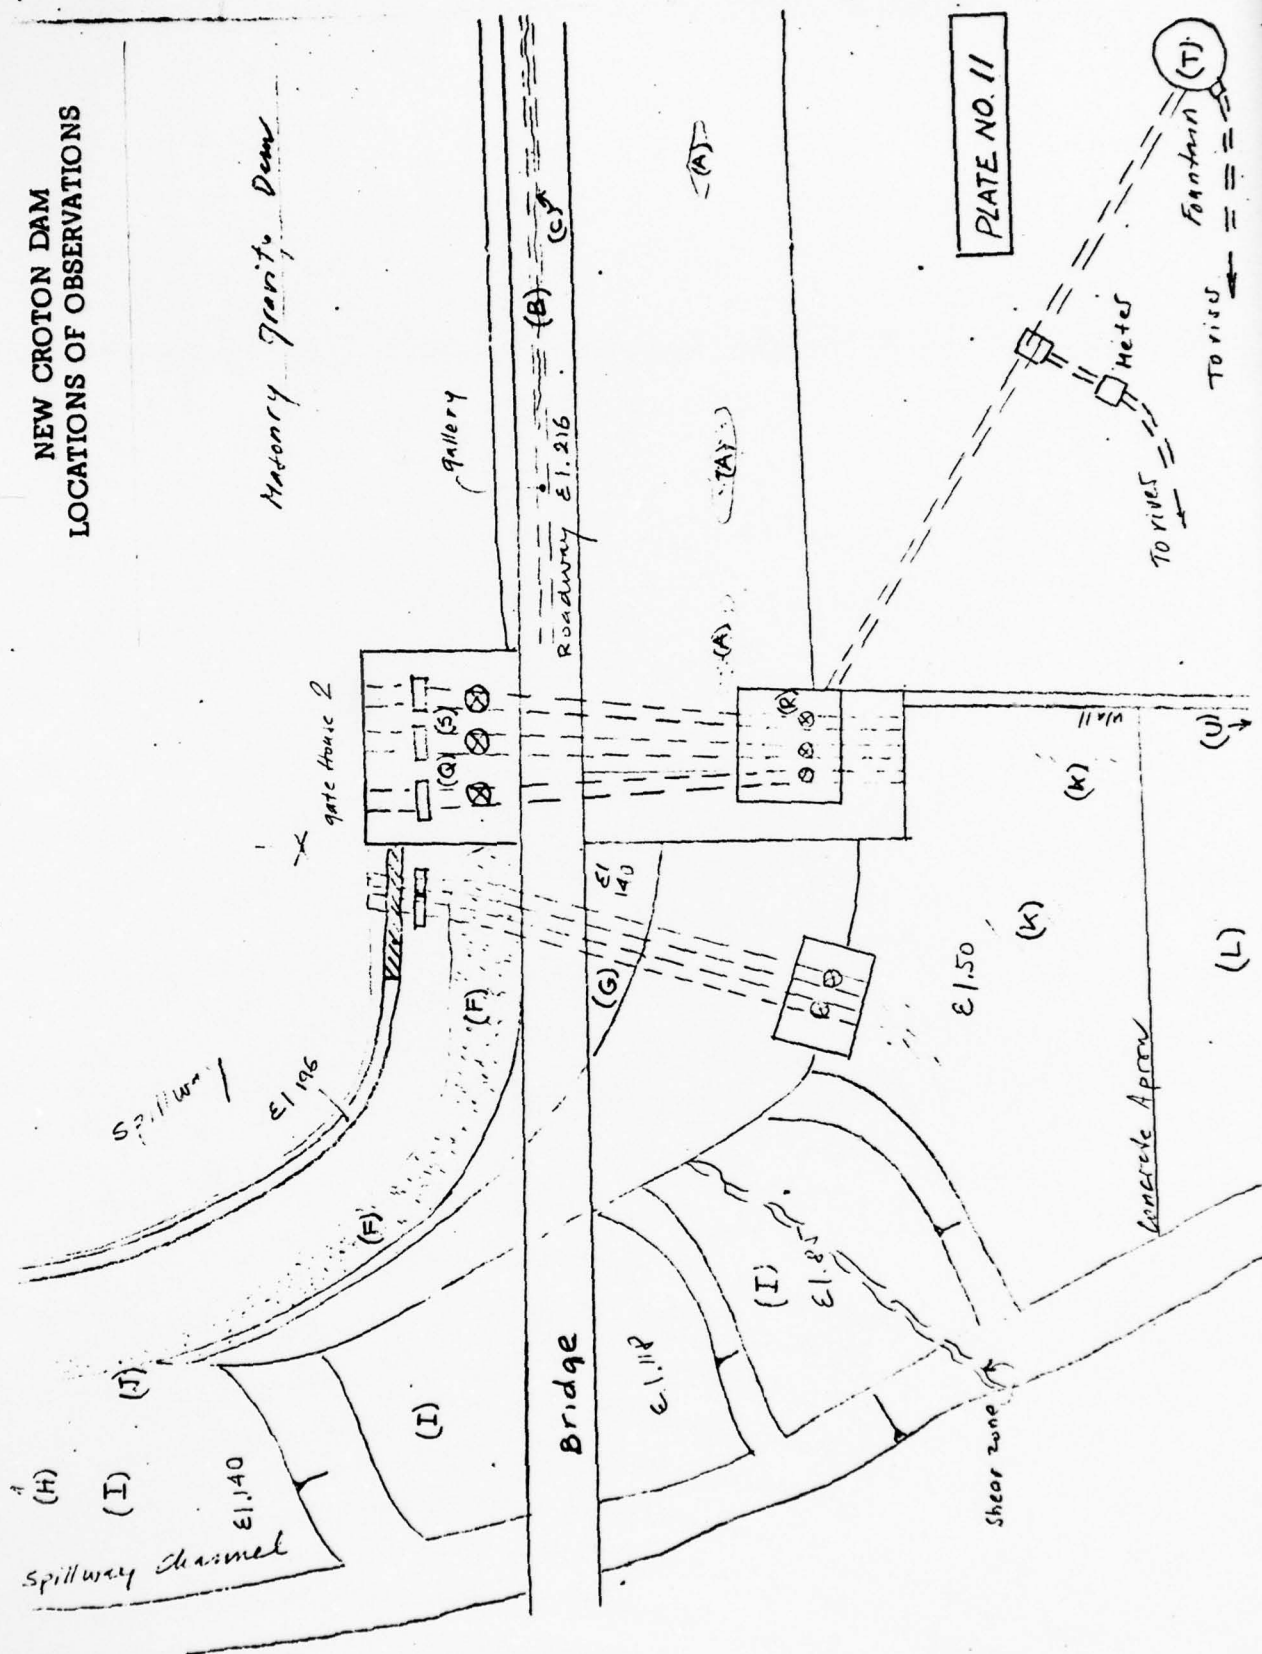 NEW CROTON DAM
LOCATIONS OF OBSERVATIONS
Masonry Gravity Dam
gallery
(B)
(C)
Roadway El. 216
(A)
(A)
(A)
PLATE NO. 11
(T)
Fountain
To river
Meter
To river
gate House 2
(Q)
(S)
(R)
wall
(U)
(K)
(K)
(L)
El
140
(G)
(F)
(F)
El. 50
Concrete Apron
Spillway
El 196
Bridge
(I)
El. 85
El. 118
Shear zone
(I)
(J)
(H)
(I)
El. 140
Spillway channel